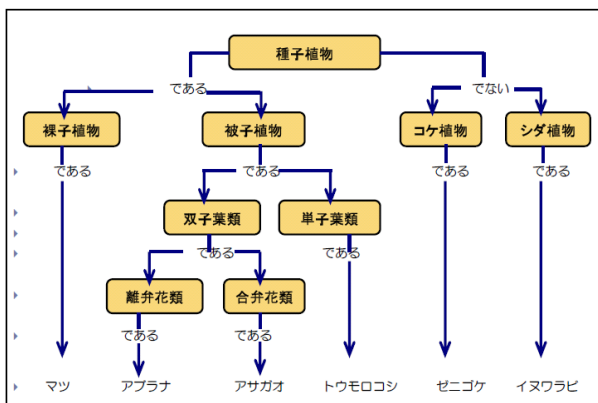 種子植物
である
でない
裸子植物
被子植物
コケ植物
シダ植物
である
である
である
である
双子葉類
単子葉類
である
である
離弁花類
合弁花類
である
である
マツ
アブラナ
アサガオ
トウモロコシ
ゼニゴケ
イヌワラビ